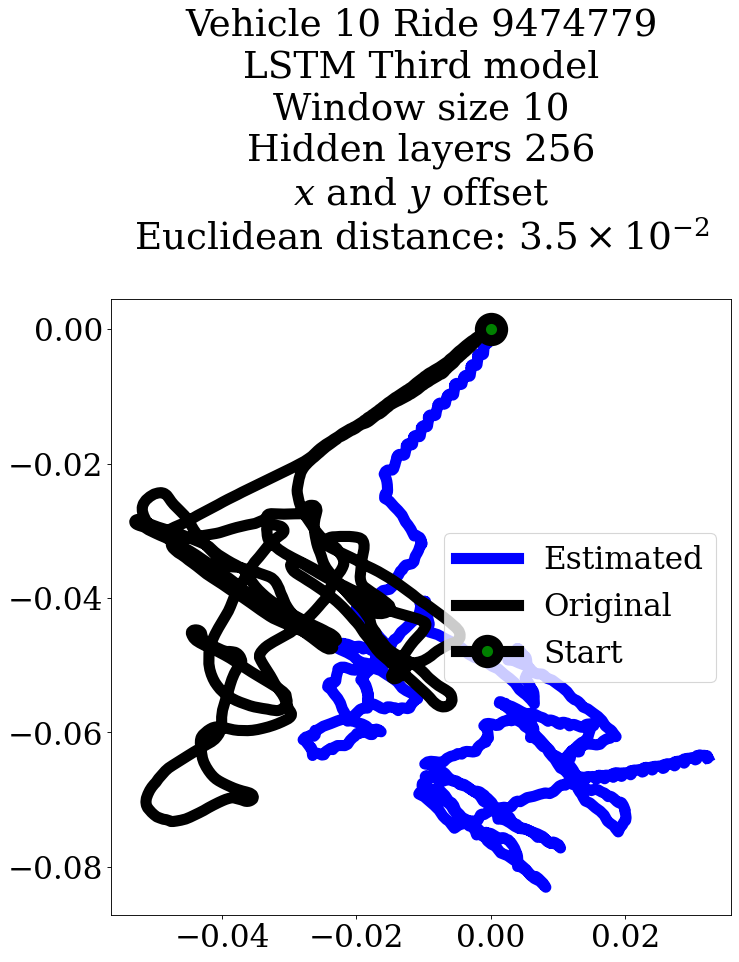 Vehicle 10 Ride 9474779
LSTM Third model
Window size 10
Hidden layers 256
x and y offset
Euclidean distance: 3.5 × 10⁻²
0.00
−0.02
−0.04
−0.06
−0.08
Estimated
Original
Start
−0.04 −0.02 0.00 0.02